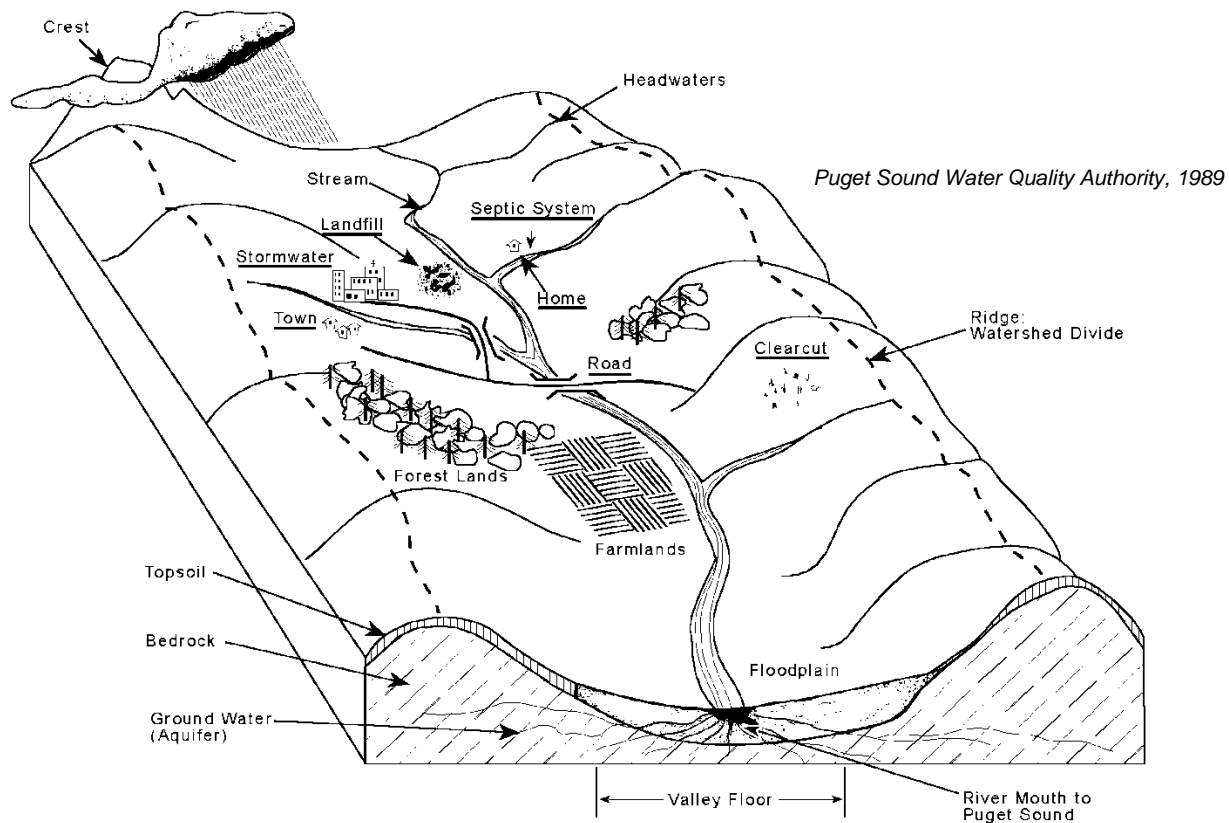 Crest
Headwaters
Puget Sound Water Quality Authority, 1989
Stream
Septic System
Landfill
Stormwater
Home
Town
Ridge:
Watershed Divide
Road
Clearcut
Forest Lands
Farmlands
Topsoil
Bedrock
Floodplain
Ground Water
(Aquifer)
Valley Floor
River Mouth to
Puget Sound